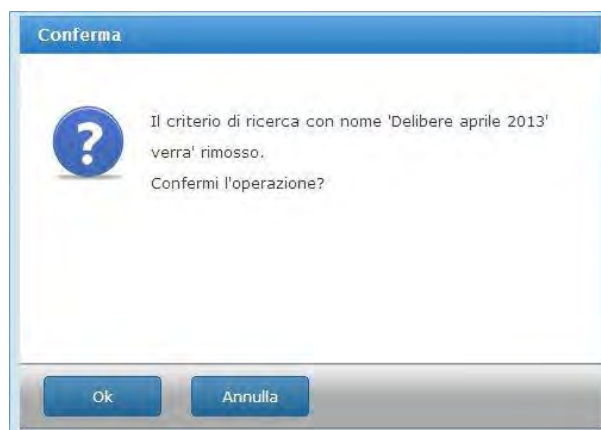 Conferma
Il criterio di ricerca con nome 'Delibere aprile 2013'
verra' rimosso.
Confermi l'operazione?
Ok
Annulla